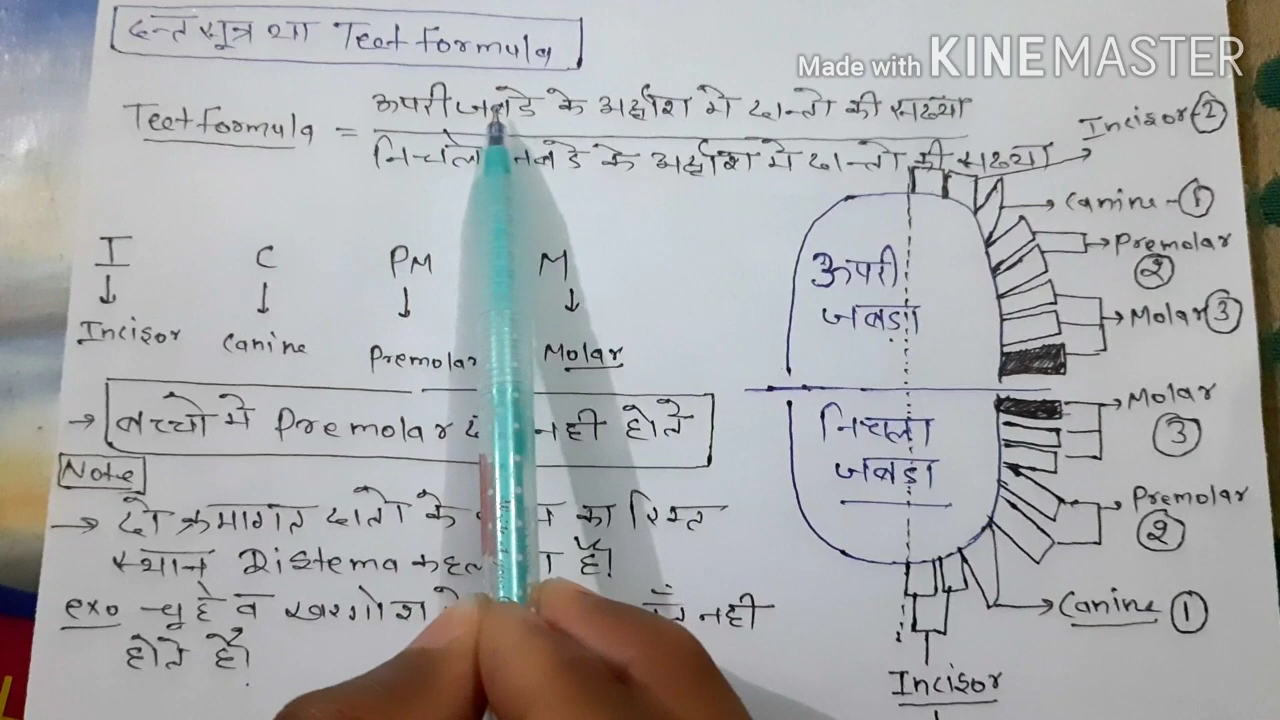 दन्त सूत्र या Teet formula
Made with KINEMASTER
Teet formula = ऊपरी जबडे के अर्द्धांश मे दान्तो की संख्या
निचले जबडे के अर्द्धांश मे दान्तो की संख्या
Incisor-2
Canine-1
Premolar
2
Molar 3
ऊपरी
जबडा
I C PM M
Incisor Canine Premolar Molar
→ बच्चो मे Premolar नही होते
Note
→ दो क्रमागत दातो के का रिक्त
स्थान Distema है।
exo चूहे व खरगोश नही
होते है।
निचला
जबडा
Molar
3
Premolar
2
Canine 1
Incisor